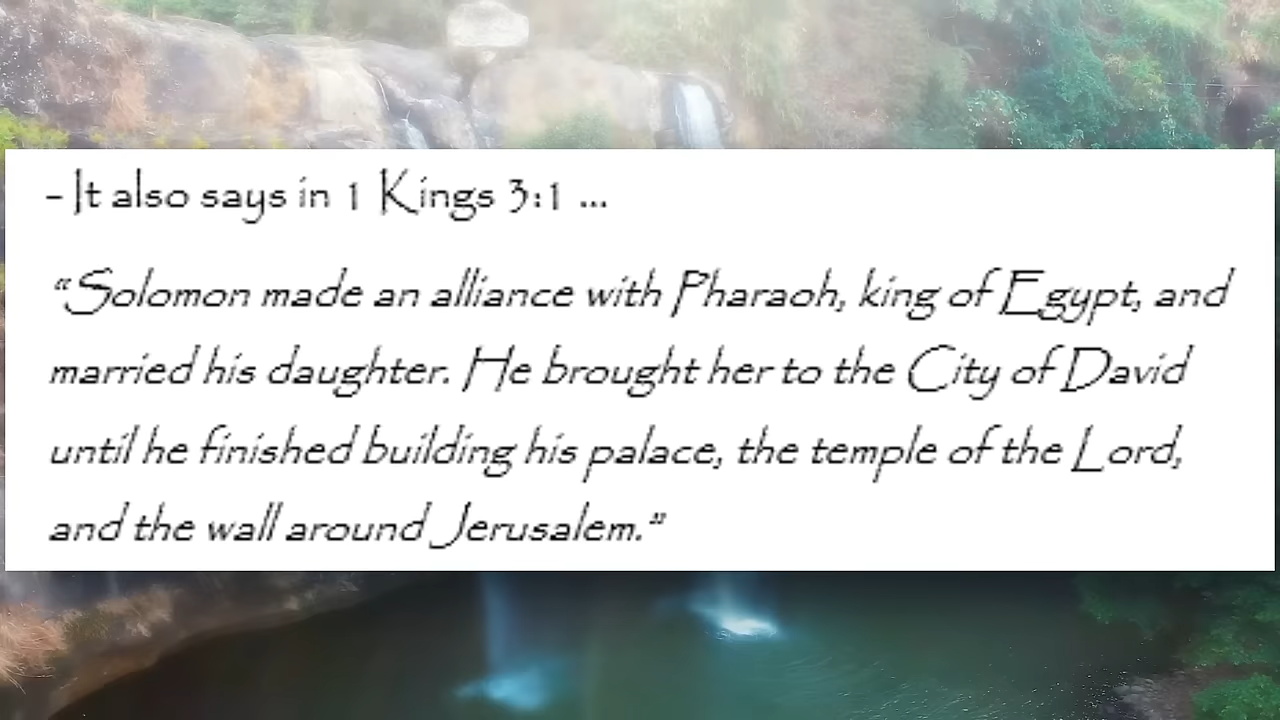 - It also says in 1 Kings 3:1 ...
“Solomon made an alliance with Pharaoh, king of Egypt, and
married his daughter. He brought her to the City of David
until he finished building his palace, the temple of the Lord,
and the wall around Jerusalem.”